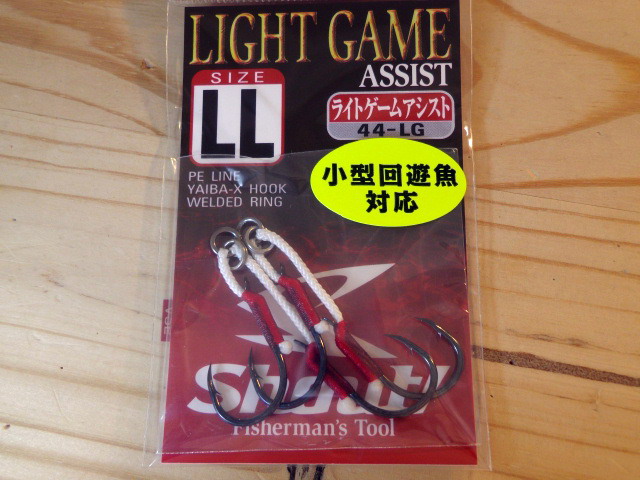 LIGHT GAME
ASSIST
SIZE
LL
ライトゲームアシスト
44-LG
小型回遊魚
対応
PE LINE
YAIBA-X HOOK
WELDED RING
Shout!
Fisherman's Tool